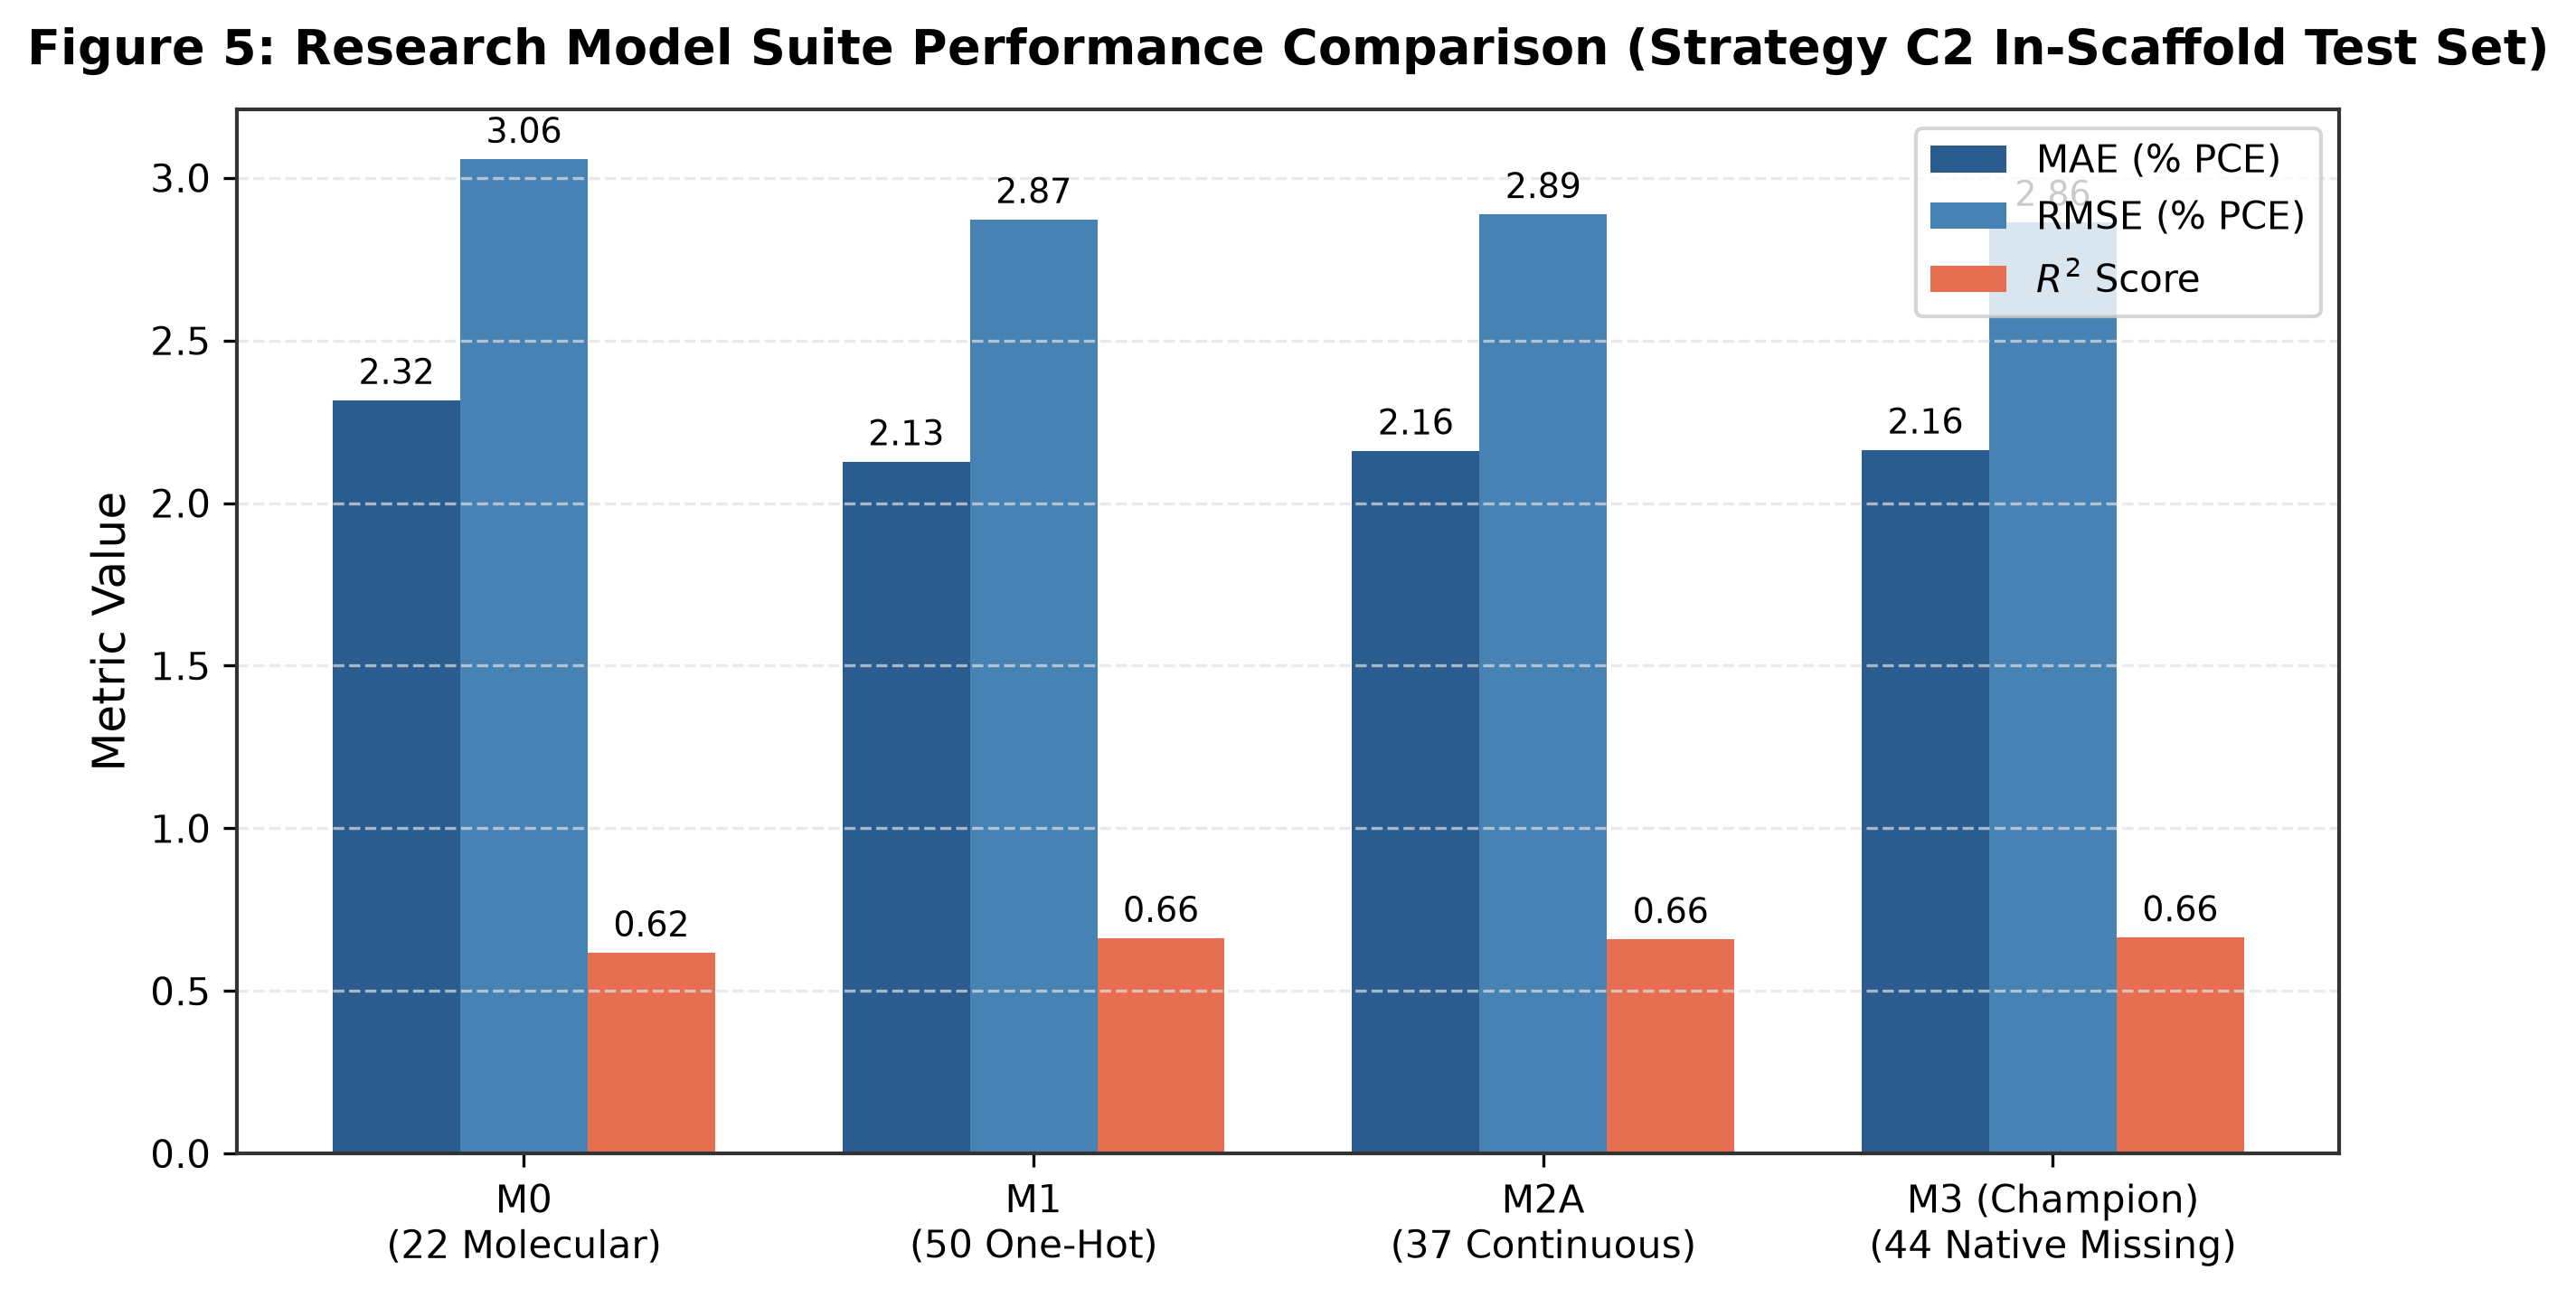 Figure 5: Research Model Suite Performance Comparison (Strategy C2 In-Scaffold Test Set)
3.06
2.87
2.89
2.86
MAE (% PCE)
RMSE (% PCE)
R² Score
2.32
2.13
2.16
2.16
0.62
0.66
0.66
0.66
Metric Value
3.0
2.5
2.0
1.5
1.0
0.5
0.0
M0
(22 Molecular)
M1
(50 One-Hot)
M2A
(37 Continuous)
M3 (Champion)
(44 Native Missing)